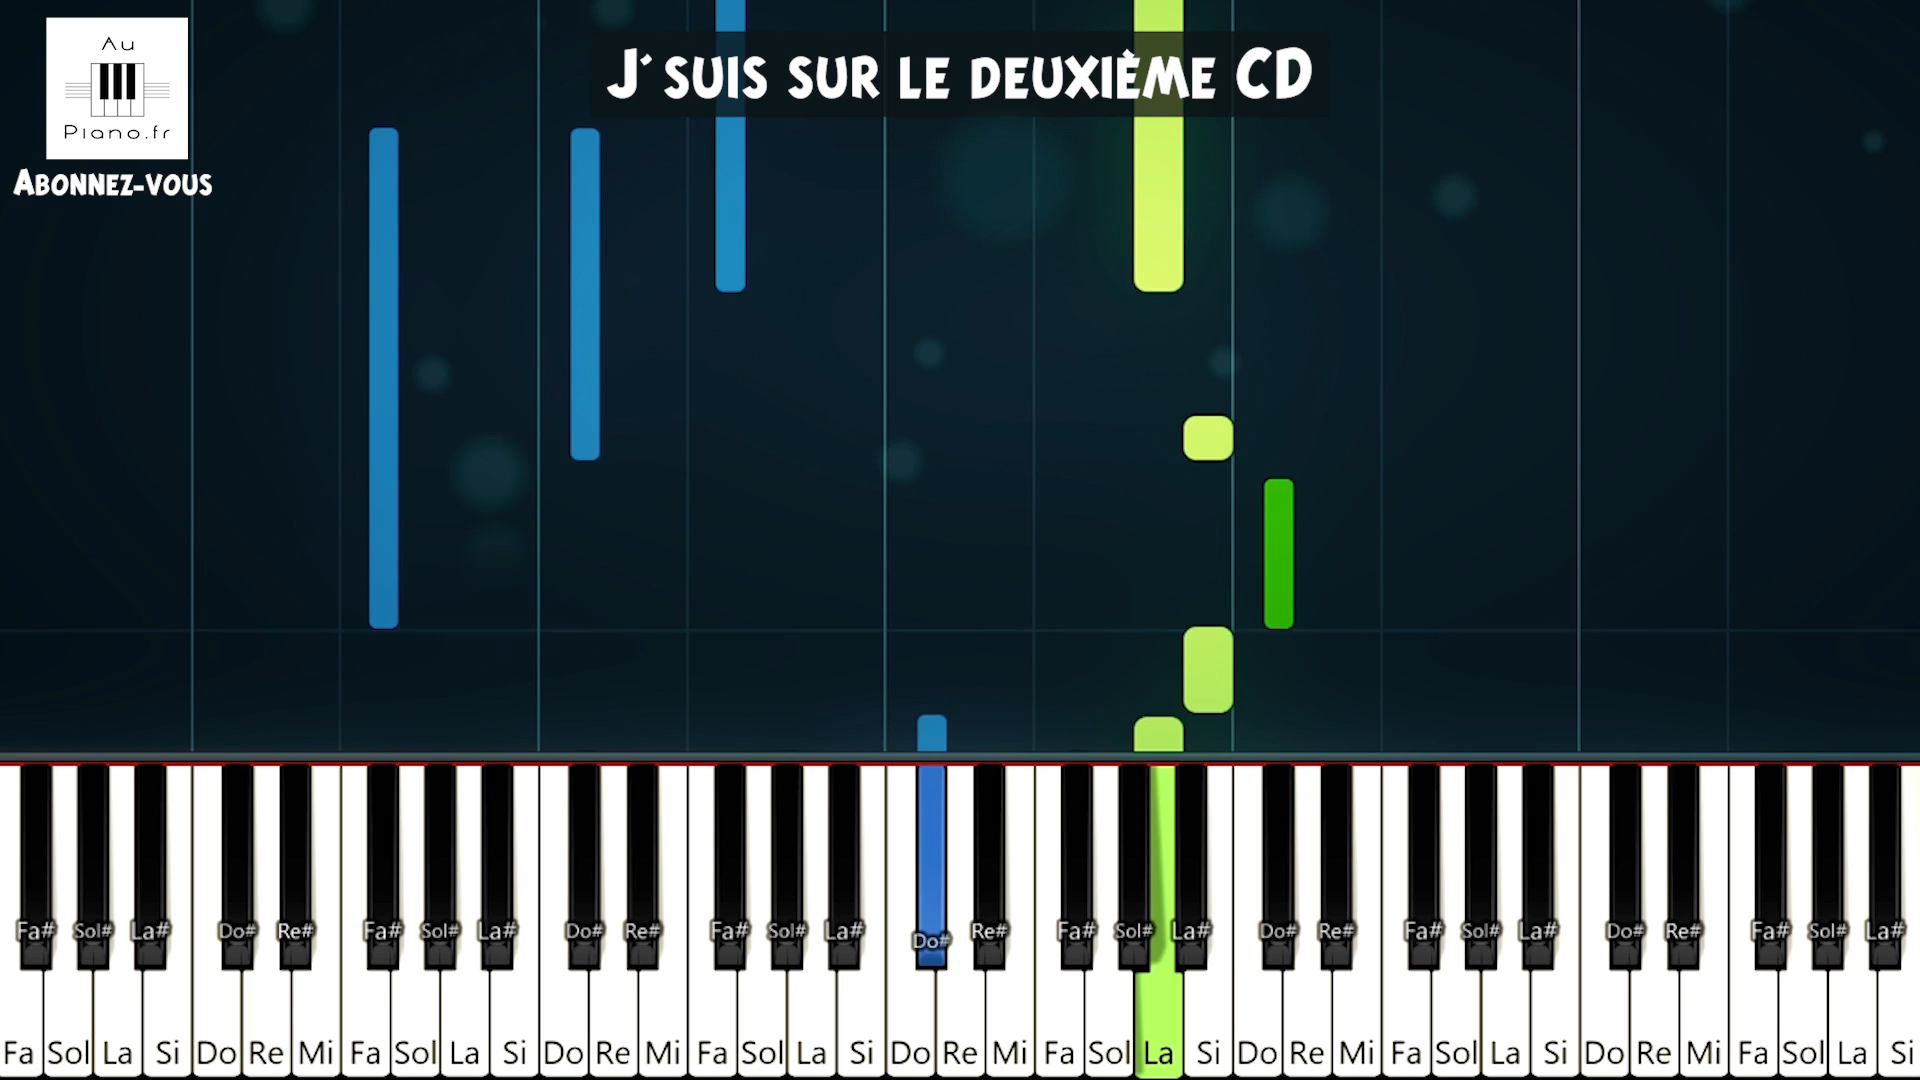 Au
Piano.fr
Abonnez-vous
J'suis sur le deuxième CD
Fa# Sol# La# Do# Re# Fa# Sol# La# Do# Re# Fa# Sol# La# Do# Re# Fa# Sol# La# Do# Re# Fa# Sol# La# Do# Re# Fa# Sol# La#
Fa Sol La Si Do Re Mi Fa Sol La Si Do Re Mi Fa Sol La Si Do Re Mi Fa Sol La Si Do Re Mi Fa Sol La Si Do Re Mi Fa Sol La Si